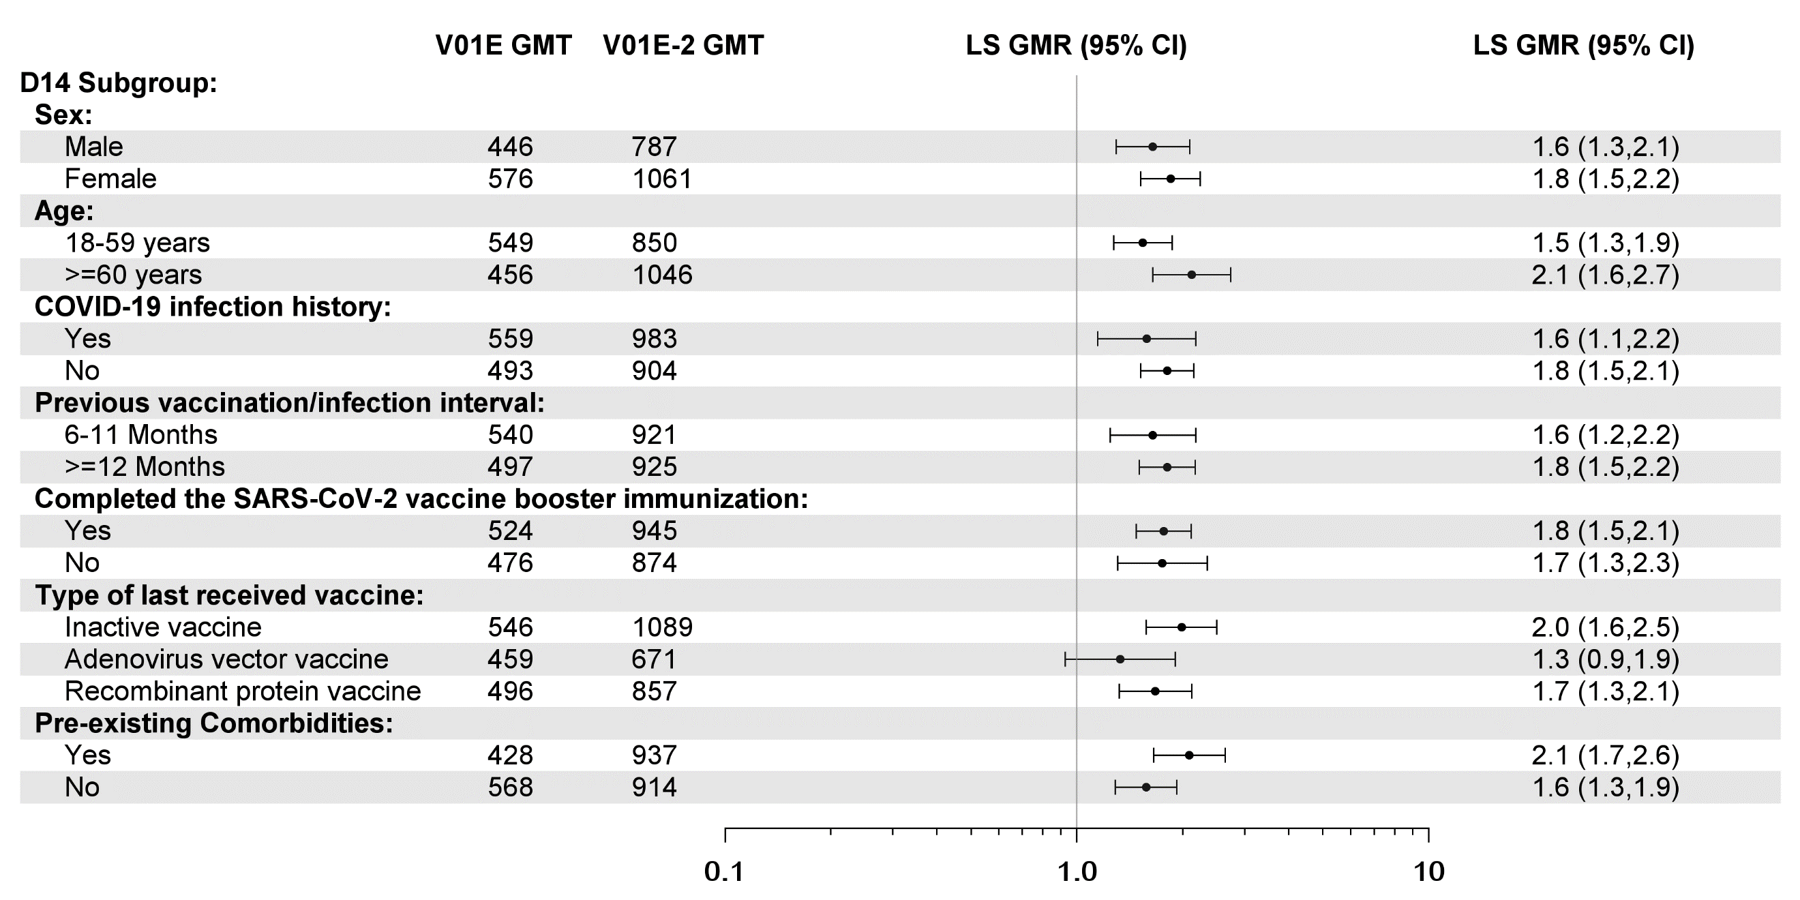 V01E GMT V01E-2 GMT LS GMR (95% CI) LS GMR (95% CI)
D14 Subgroup:
Sex:
Male 446 787 1.6 (1.3,2.1)
Female 576 1061 1.8 (1.5,2.2)
Age:
18-59 years 549 850 1.5 (1.3,1.9)
>=60 years 456 1046 2.1 (1.6,2.7)
COVID-19 infection history:
Yes 559 983 1.6 (1.1,2.2)
No 493 904 1.8 (1.5,2.1)
Previous vaccination/infection interval:
6-11 Months 540 921 1.6 (1.2,2.2)
>=12 Months 497 925 1.8 (1.5,2.2)
Completed the SARS-CoV-2 vaccine booster immunization:
Yes 524 945 1.8 (1.5,2.1)
No 476 874 1.7 (1.3,2.3)
Type of last received vaccine:
Inactive vaccine 546 1089 2.0 (1.6,2.5)
Adenovirus vector vaccine 459 671 1.3 (0.9,1.9)
Recombinant protein vaccine 496 857 1.7 (1.3,2.1)
Pre-existing Comorbidities:
Yes 428 937 2.1 (1.7,2.6)
No 568 914 1.6 (1.3,1.9)
0.1 1.0 10